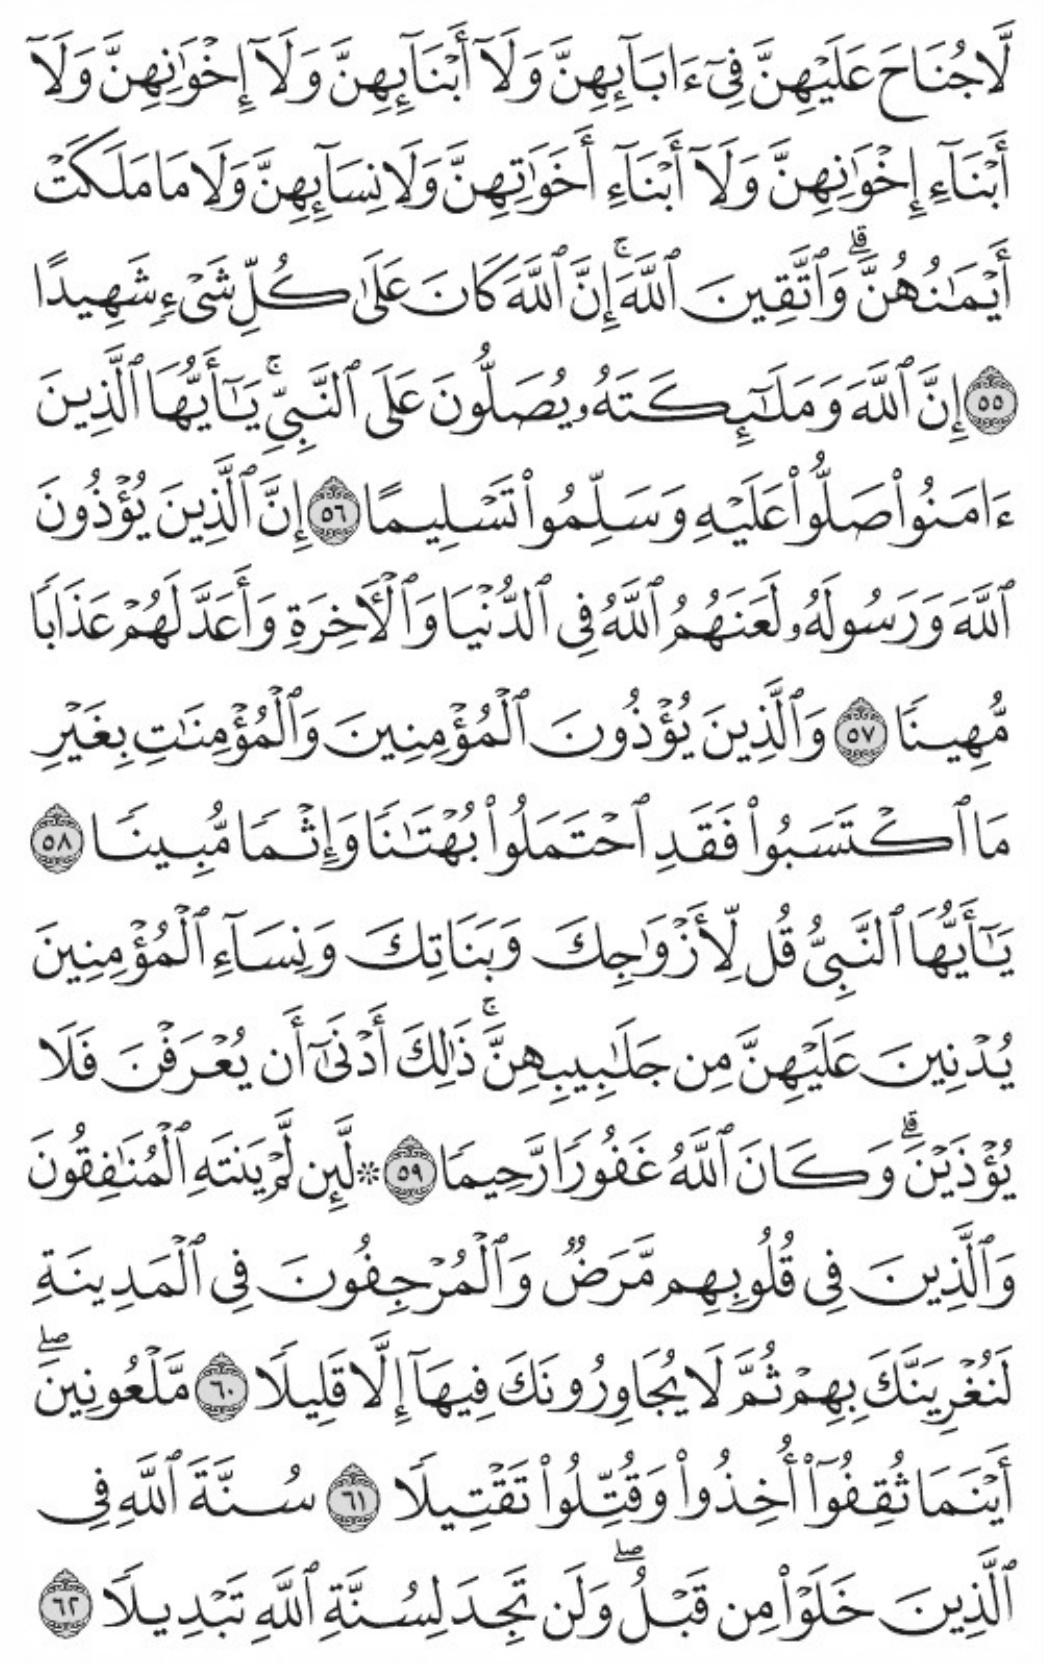 لَّا جُنَاحَ عَلَيْهِنَّ فِىٓ ءَابَآئِهِنَّ وَلَآ أَبْنَآئِهِنَّ وَلَآ إِخْوَٰنِهِنَّ وَلَآ
أَبْنَآءِ إِخْوَٰنِهِنَّ وَلَآ أَبْنَآءِ أَخَوَٰتِهِنَّ وَلَا نِسَآئِهِنَّ وَلَا مَا مَلَكَتْ
أَيْمَٰنُهُنَّ ۗ وَٱتَّقِينَ ٱللَّهَ ۚ إِنَّ ٱللَّهَ كَانَ عَلَىٰ كُلِّ شَىْءٍ شَهِيدًا
٥٥ إِنَّ ٱللَّهَ وَمَلَٰٓئِكَتَهُۥ يُصَلُّونَ عَلَى ٱلنَّبِىِّ ۚ يَٰٓأَيُّهَا ٱلَّذِينَ
ءَامَنُوا۟ صَلُّوا۟ عَلَيْهِ وَسَلِّمُوا۟ تَسْلِيمًا ٥٦ إِنَّ ٱلَّذِينَ يُؤْذُونَ
ٱللَّهَ وَرَسُولَهُۥ لَعَنَهُمُ ٱللَّهُ فِى ٱلدُّنْيَا وَٱلْءَاخِرَةِ وَأَعَدَّ لَهُمْ عَذَابًا
مُّهِينًا ٥٧ وَٱلَّذِينَ يُؤْذُونَ ٱلْمُؤْمِنِينَ وَٱلْمُؤْمِنَٰتِ بِغَيْرِ
مَا ٱكْتَسَبُوا۟ فَقَدِ ٱحْتَمَلُوا۟ بُهْتَٰنًا وَإِثْمًا مُّبِينًا ٥٨
يَٰٓأَيُّهَا ٱلنَّبِىُّ قُل لِّأَزْوَٰجِكَ وَبَنَاتِكَ وَنِسَآءِ ٱلْمُؤْمِنِينَ
يُدْنِينَ عَلَيْهِنَّ مِن جَلَٰبِيبِهِنَّ ۚ ذَٰلِكَ أَدْنَىٰٓ أَن يُعْرَفْنَ فَلَا
يُؤْذَيْنَ ۗ وَكَانَ ٱللَّهُ غَفُورًا رَّحِيمًا ٥٩ ۞ لَّئِن لَّمْ يَنتَهِ ٱلْمُنَٰفِقُونَ
وَٱلَّذِينَ فِى قُلُوبِهِم مَّرَضٌ وَٱلْمُرْجِفُونَ فِى ٱلْمَدِينَةِ
لَنُغْرِيَنَّكَ بِهِمْ ثُمَّ لَا يُجَاوِرُونَكَ فِيهَآ إِلَّا قَلِيلًا ٦٠ مَّلْعُونِينَ ۖ
أَيْنَمَا ثُقِفُوٓا۟ أُخِذُوا۟ وَقُتِّلُوا۟ تَقْتِيلًا ٦١ سُنَّةَ ٱللَّهِ فِى
ٱلَّذِينَ خَلَوْا۟ مِن قَبْلُ ۖ وَلَن تَجِدَ لِسُنَّةِ ٱللَّهِ تَبْدِيلًا ٦٢